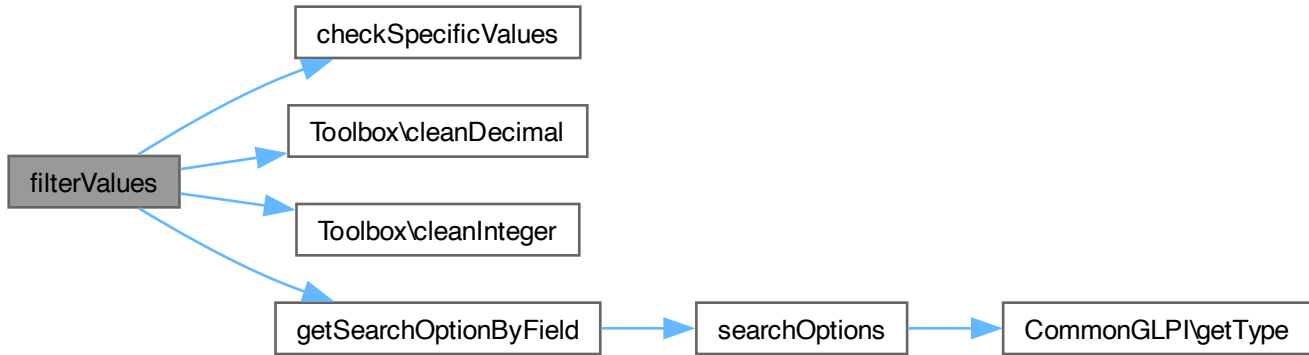 checkSpecificValues
Toolbox\cleanDecimal
filterValues
Toolbox\cleanInteger
getSearchOptionByField
searchOptions
CommonGLPI\getType